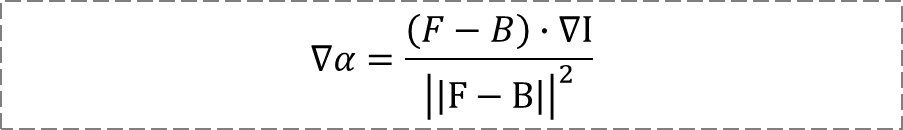 ∇α = (F − B) · ∇I / ||F − B||²